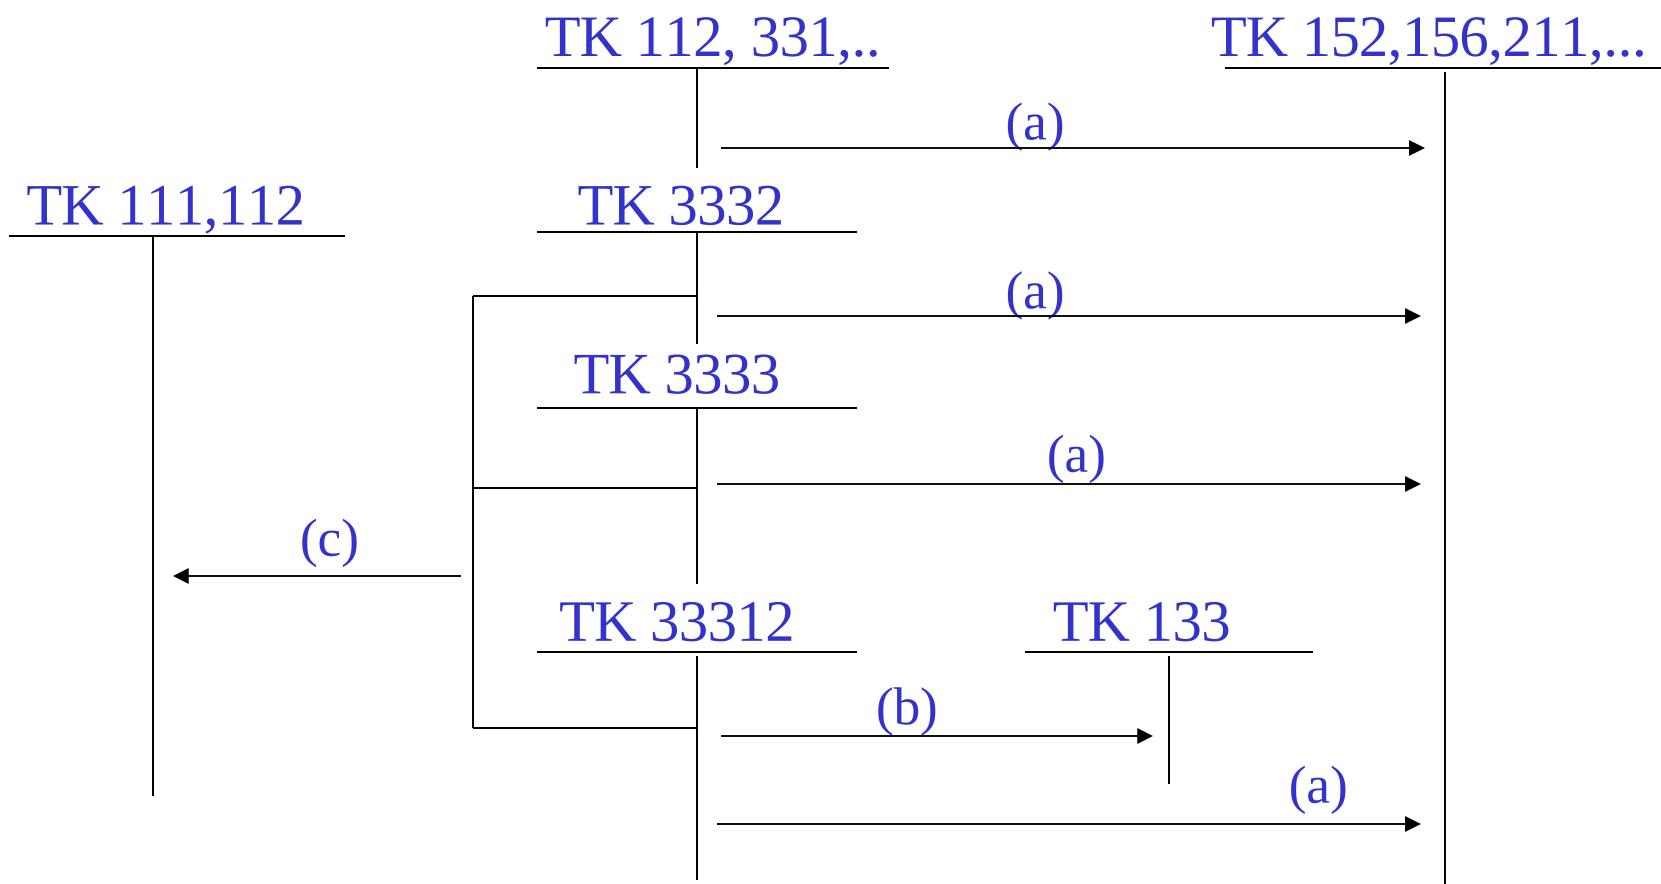 TK 112, 331,..
TK 152,156,211,...
(a)
TK 111,112
TK 3332
(a)
TK 3333
(a)
(c)
TK 33312
TK 133
(b)
(a)